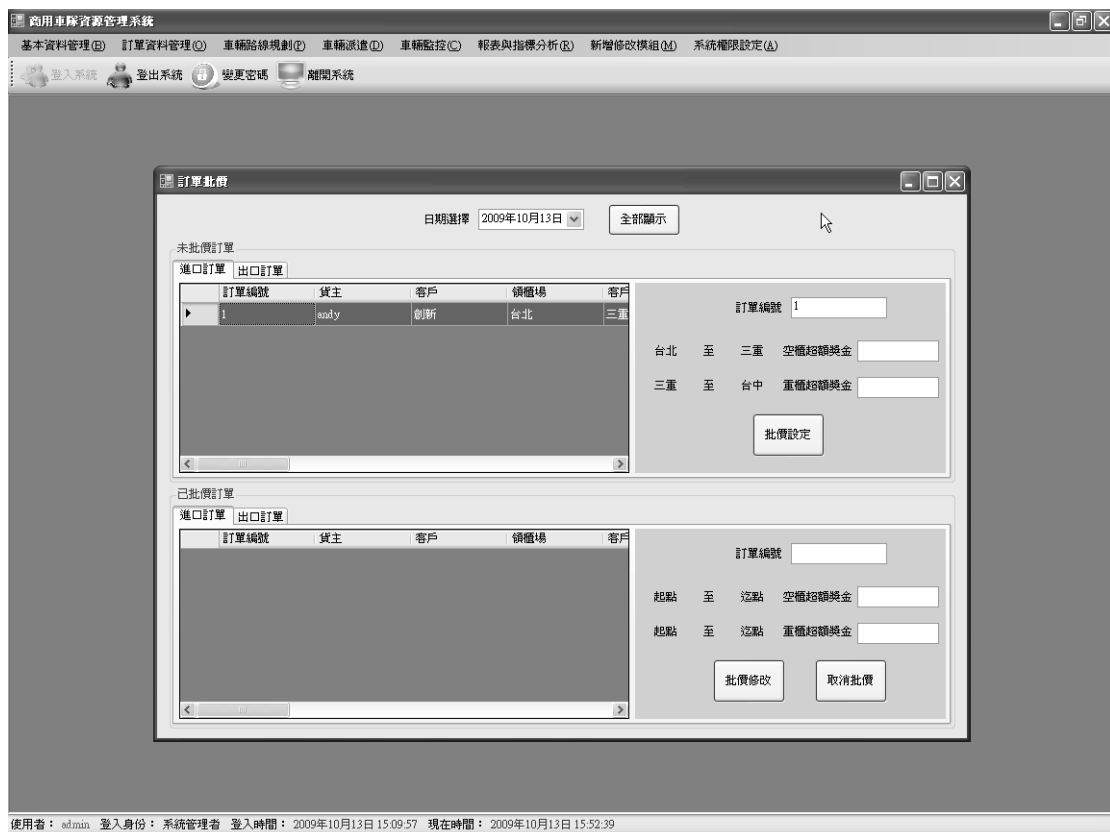 商用車隊資源管理系統
基本資料管理(B) 訂單資料管理(O) 車輛路線規劃(P) 車輛派遣(D) 車輛監控(C) 報表與指標分析(R) 新增修改模組(M) 系統權限設定(A)
登入系統 登出系統 變更密碼 離開系統
訂單批價
日期選擇 2009年10月13日 全部顯示
未批價訂單
進口訂單 出口訂單
訂單編號 貨主 客戶 領櫃場 客戶
1 andy 創新 台北 三重
訂單編號 1
台北 至 三重 空櫃超額獎金
三重 至 台中 重櫃超額獎金
批價設定
已批價訂單
進口訂單 出口訂單
訂單編號 貨主 客戶 領櫃場 客戶
訂單編號
起點 至 迄點 空櫃超額獎金
起點 至 迄點 重櫃超額獎金
批價修改 取消批價
使用者： admin 登入身份： 系統管理者 登入時間： 2009年10月13日 15:09:57 現在時間： 2009年10月13日 15:52:39